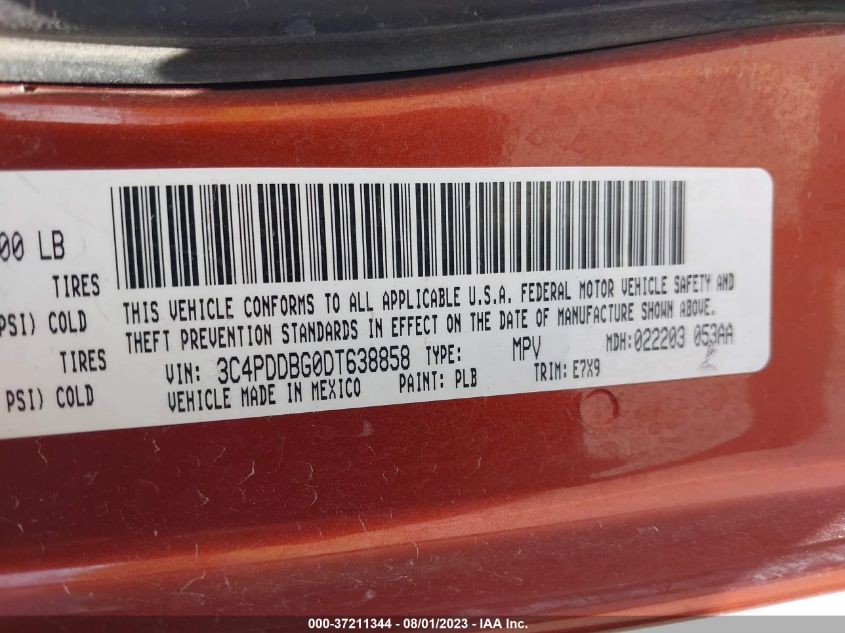 00 LB
TIRES
PSI) COLD
TIRES
PSI) COLD
THIS VEHICLE CONFORMS TO ALL APPLICABLE U.S.A. FEDERAL MOTOR VEHICLE SAFETY AND
THEFT PREVENTION STANDARDS IN EFFECT ON THE DATE OF MANUFACTURE SHOWN ABOVE.
VIN: 3C4PDDBG0DT638858 TYPE: MPV MDH:022203 053AA
VEHICLE MADE IN MEXICO PAINT: PLB TRIM: E7X9
000-37211344 - 08/01/2023 - IAA Inc.